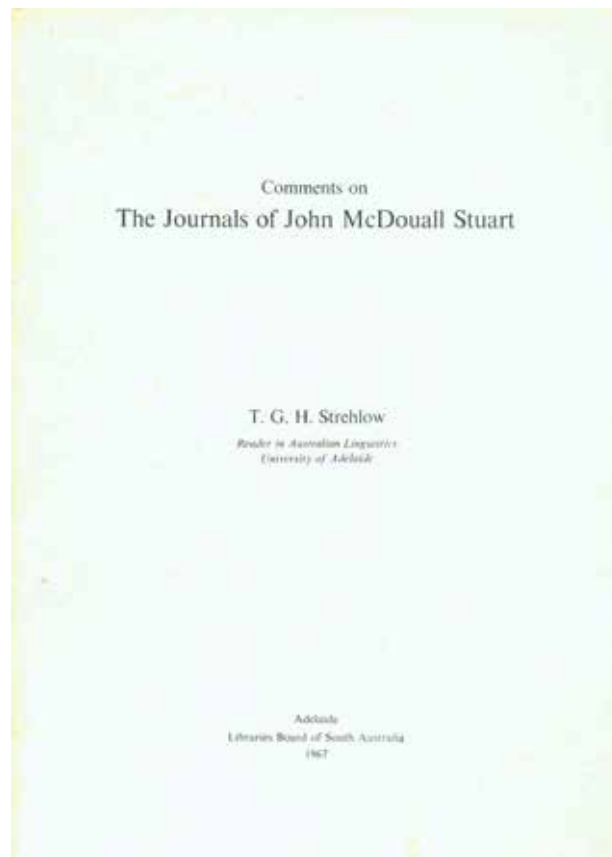 Comments on
The Journals of John McDouall Stuart
T. G. H. Strehlow
Reader in Australian Linguistics
University of Adelaide
Adelaide
Libraries Board of South Australia
1967